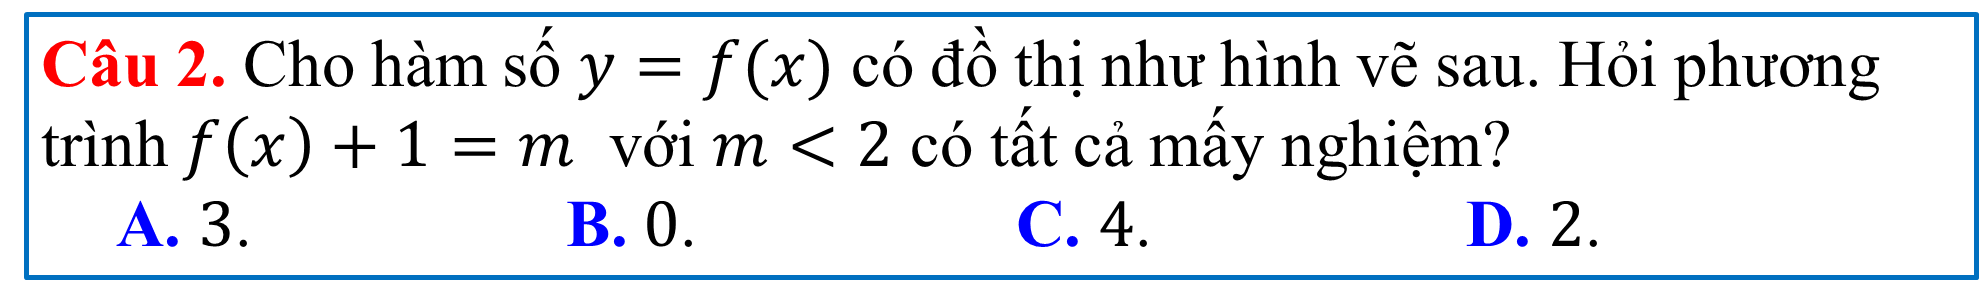 Câu 2. Cho hàm số y = f(x) có đồ thị như hình vẽ sau. Hỏi phương
trình f(x) + 1 = m với m < 2 có tất cả mấy nghiệm?
A. 3. B. 0. C. 4. D. 2.